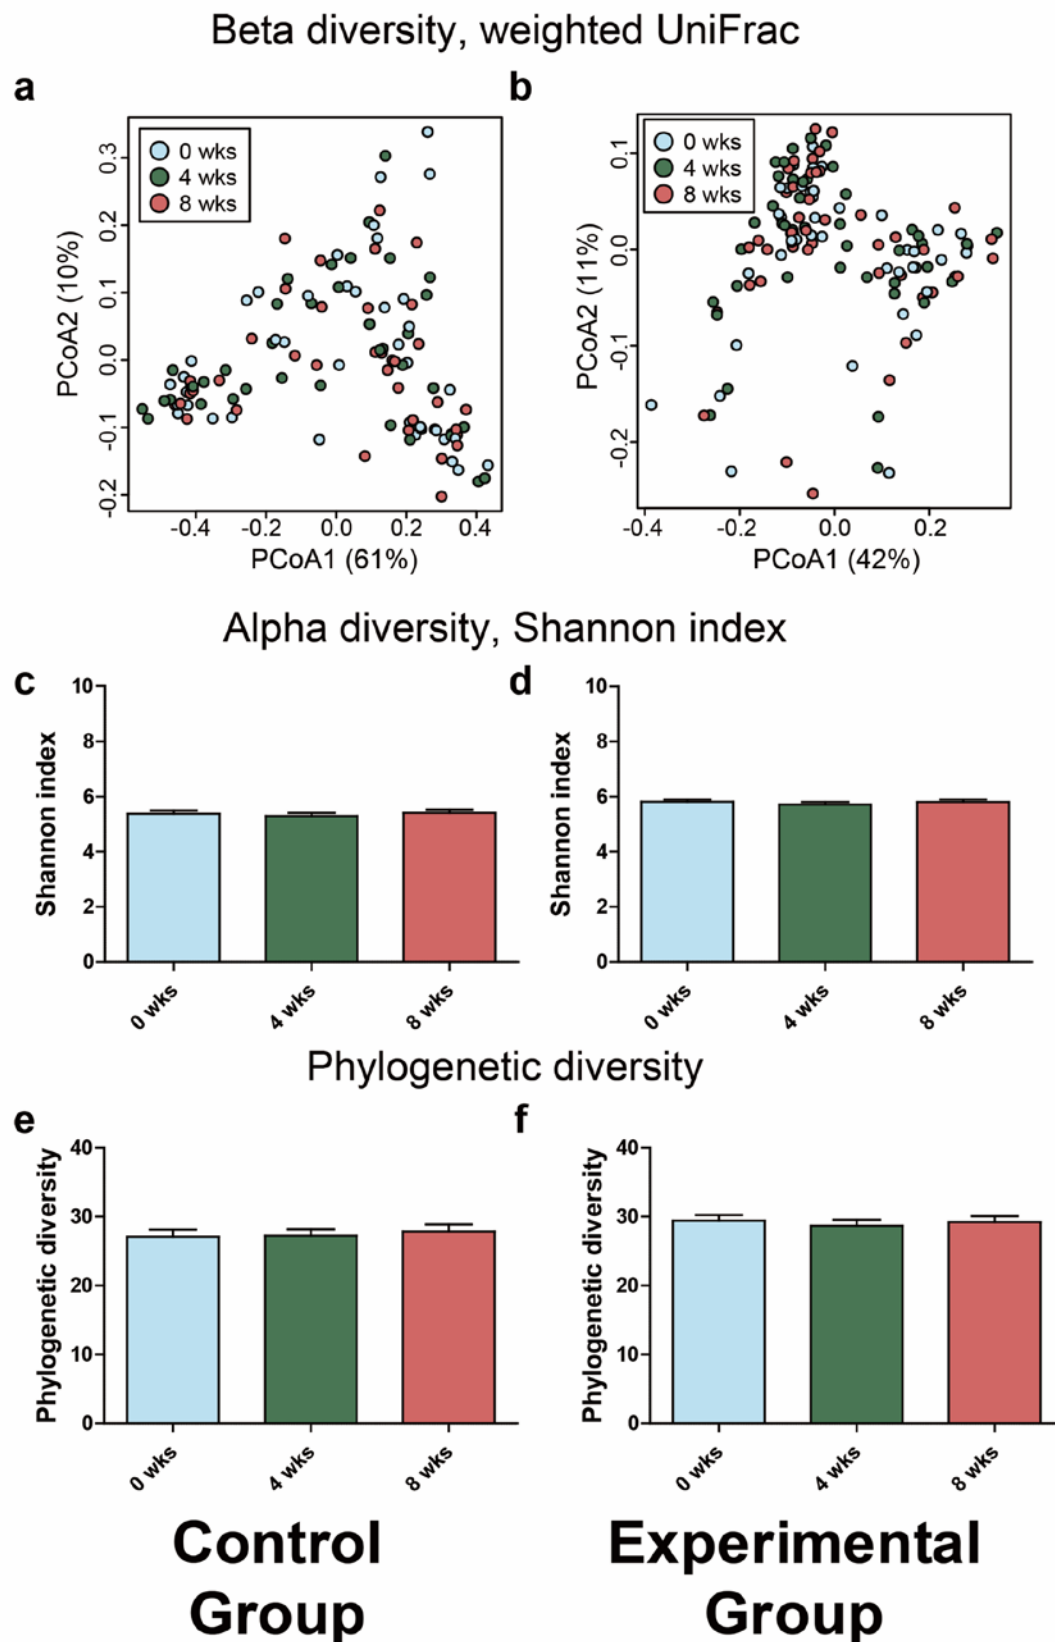 Beta diversity, weighted UniFrac
a
b
0 wks
4 wks
8 wks
0.3
0.2
0.1
0.0
-0.1
-0.2
PCoA2 (10%)
-0.4 -0.2 0.0 0.2 0.4
PCoA1 (61%)
0 wks
4 wks
8 wks
0.1
0.0
-0.1
-0.2
PCoA2 (11%)
-0.4 -0.2 0.0 0.2
PCoA1 (42%)
Alpha diversity, Shannon index
c
d
10
8
6
4
2
0
Shannon index
0 wks 4 wks 8 wks
10
8
6
4
2
0
Shannon index
0 wks 4 wks 8 wks
Phylogenetic diversity
e
f
40
30
20
10
0
Phylogenetic diversity
0 wks 4 wks 8 wks
40
30
20
10
0
Phylogenetic diversity
0 wks 4 wks 8 wks
Control
Group
Experimental
Group